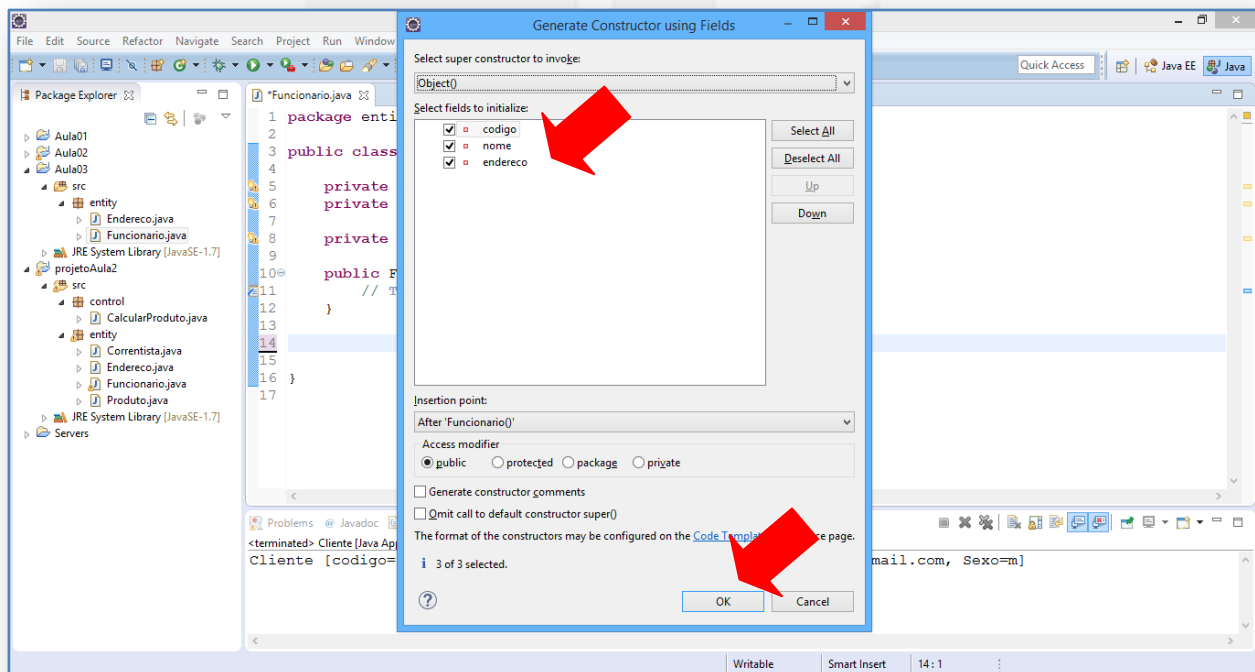 Generate Constructor using Fields
File Edit Source Refactor Navigate Search Project Run Window
Quick Access
Java EE
Java
Package Explorer
Aula01
Aula02
Aula03
src
entity
Endereco.java
Funcionario.java
JRE System Library [JavaSE-1.7]
projetoAula2
src
control
CalcularProduto.java
entity
Correntista.java
Endereco.java
Funcionario.java
Produto.java
JRE System Library [JavaSE-1.7]
Servers
*Funcionario.java
1 package enti
2
3 public class
4
5 private
6 private
7
8 private
9
10 public F
11 // T
12 }
13
14
15
16 }
17
Select super constructor to invoke:
Object()
Select fields to initialize:
codigo
nome
endereco
Select All
Deselect All
Up
Down
Insertion point:
After 'Funcionario()'
Access modifier
public protected package private
Generate constructor comments
Omit call to default constructor super()
The format of the constructors may be configured on the Code Templa ce page.
i 3 of 3 selected.
?
OK Cancel
Problems @ Javadoc
<terminated> Cliente [Java App
Cliente [codigo= mail.com, Sexo=m]
Writable Smart Insert 14 : 1